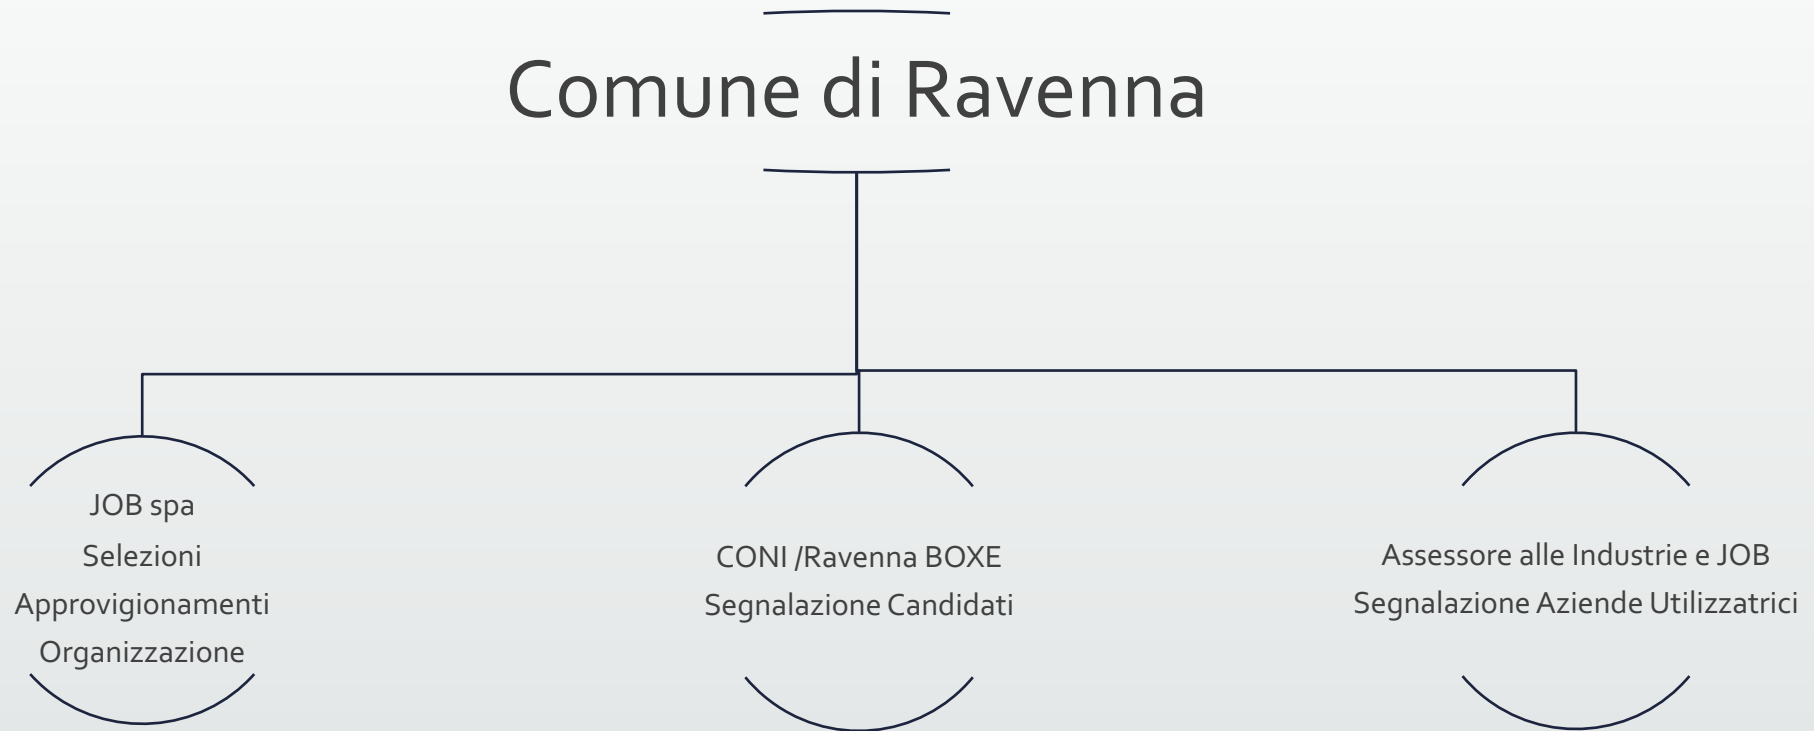 Comune di Ravenna
JOB spa
Selezioni
Approvigionamenti
Organizzazione
CONI /Ravenna BOXE
Segnalazione Candidati
Assessore alle Industrie e JOB
Segnalazione Aziende Utilizzatrici